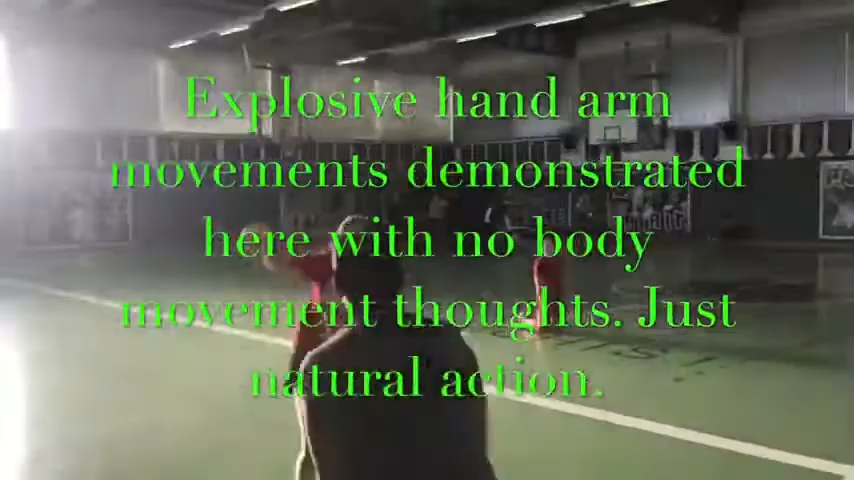 Explosive hand arm
movements demonstrated
here with no body
movement thoughts. Just
natural action.